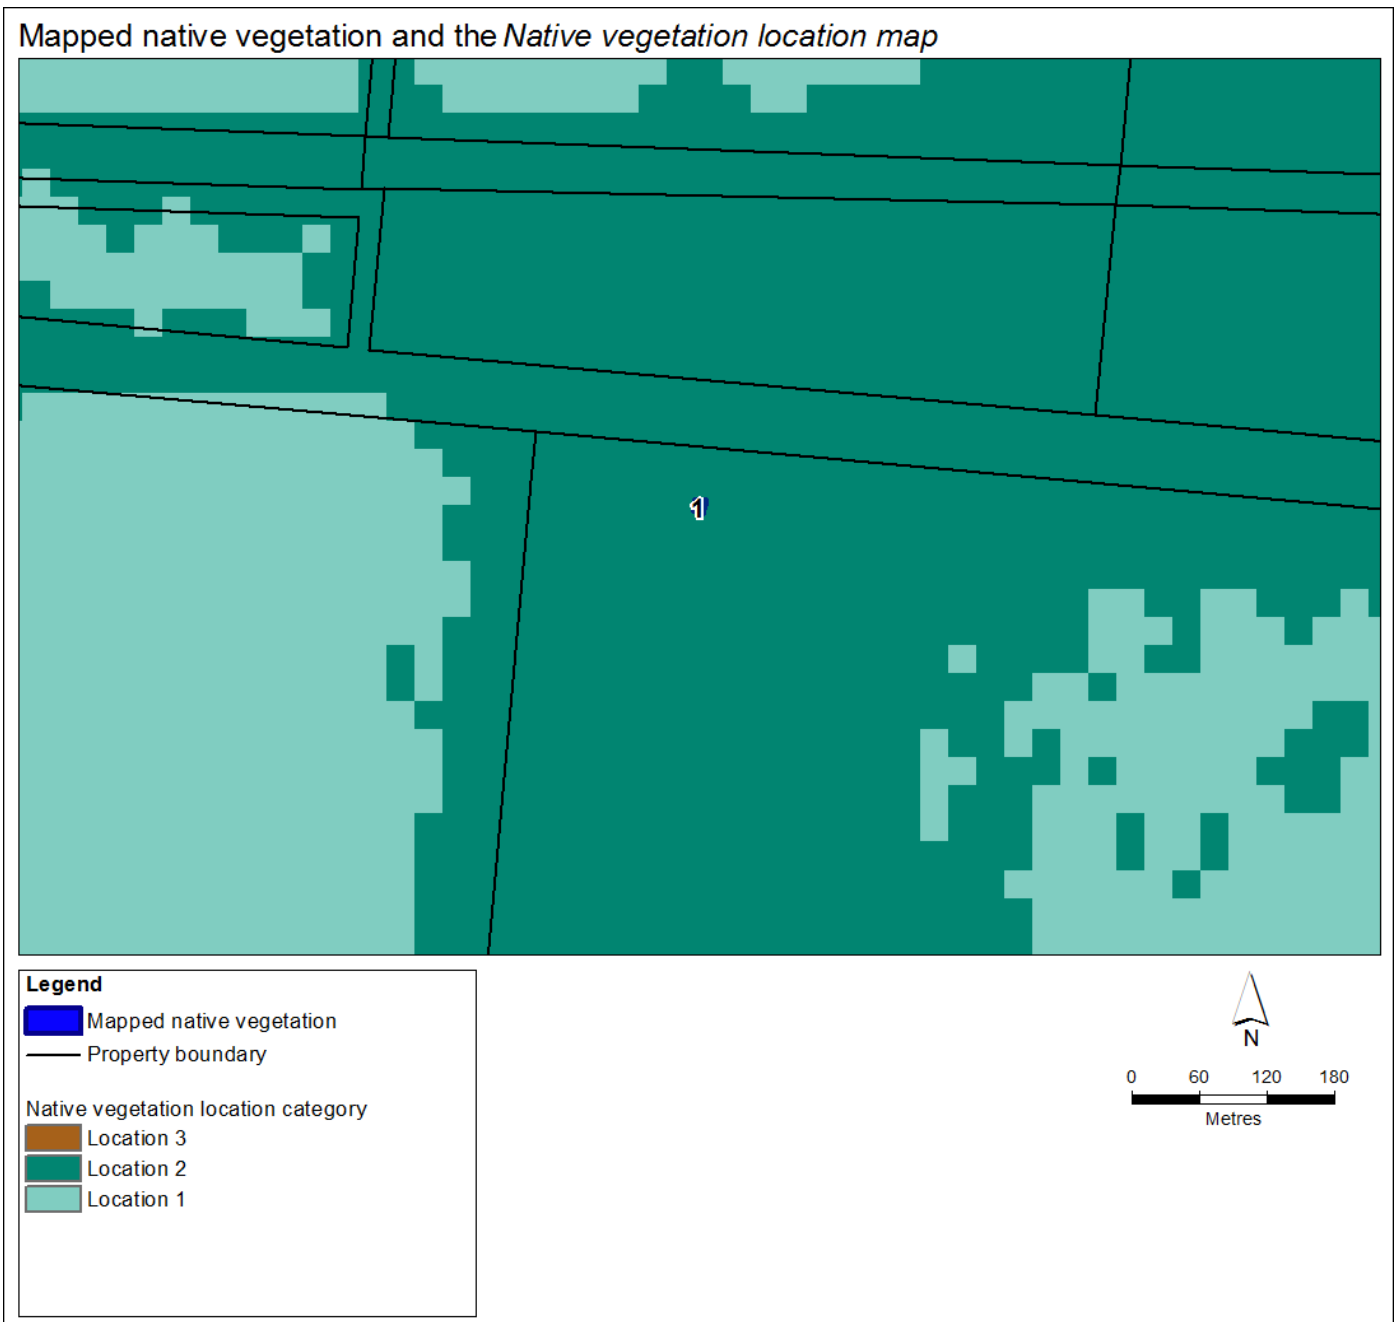 Mapped native vegetation and the Native vegetation location map
1
Legend
Mapped native vegetation
Property boundary
Native vegetation location category
Location 3
Location 2
Location 1
N
0 60 120 180
Metres